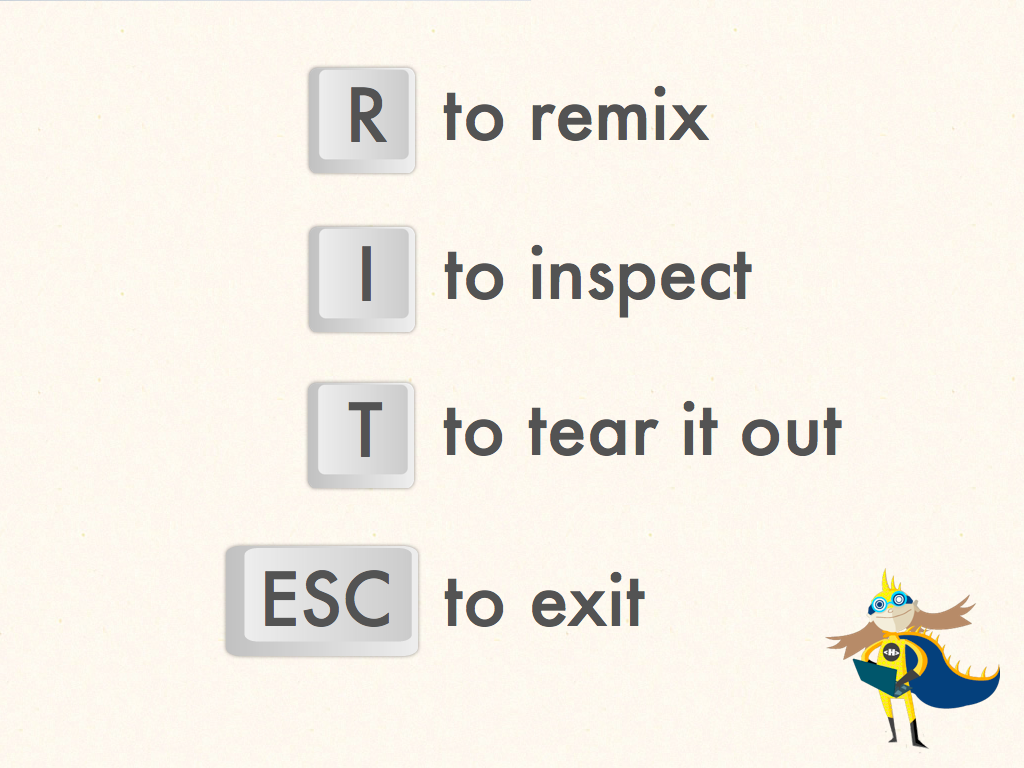 R to remix
I to inspect
T to tear it out
ESC to exit
<H>